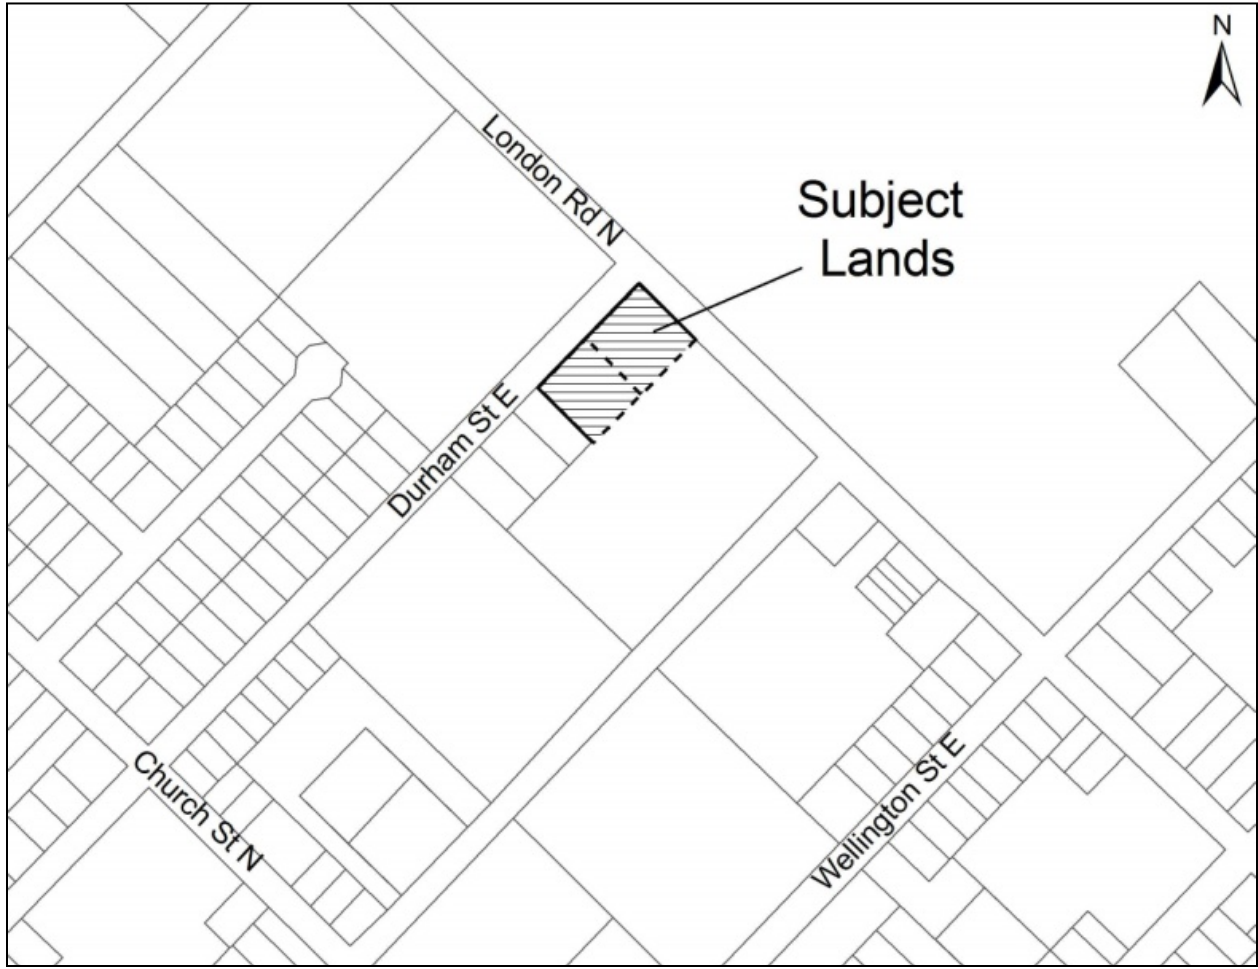 N
London Rd N
Subject
Lands
Durham St E
Church St N
Wellington St E